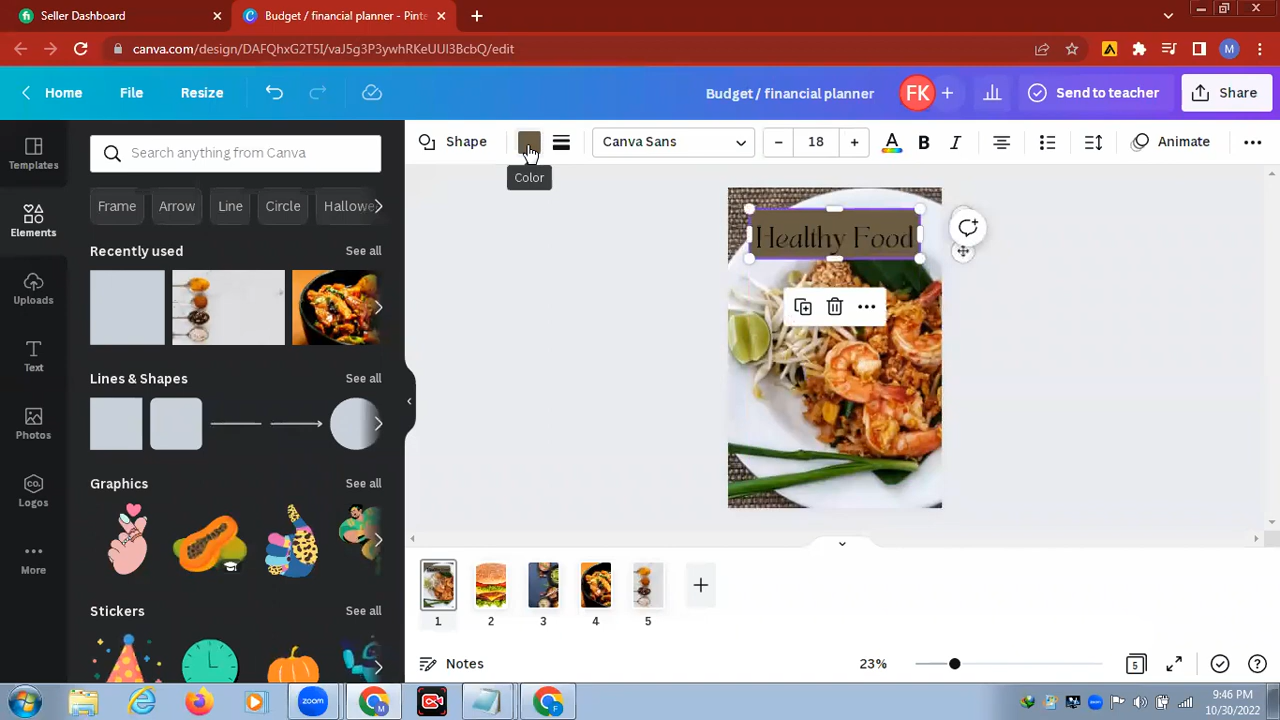 Seller Dashboard
Budget / financial planner - Pinte
canva.com/design/DAFQhxG2T5I/vaJ5g3P3ywhRKeUUl3BcbQ/edit
M
Home
File
Resize
Budget / financial planner
FK
Send to teacher
Share
Templates
Elements
Uploads
Text
Photos
Logos
More
Search anything from Canva
Frame
Arrow
Line
Circle
Hallowe
Recently used
See all
Lines & Shapes
See all
Graphics
See all
Stickers
See all
Shape
Canva Sans
18
A
B
I
Animate
Color
Healthy Food
1
2
3
4
5
Notes
23%
5
zoom
9:46 PM
10/30/2022